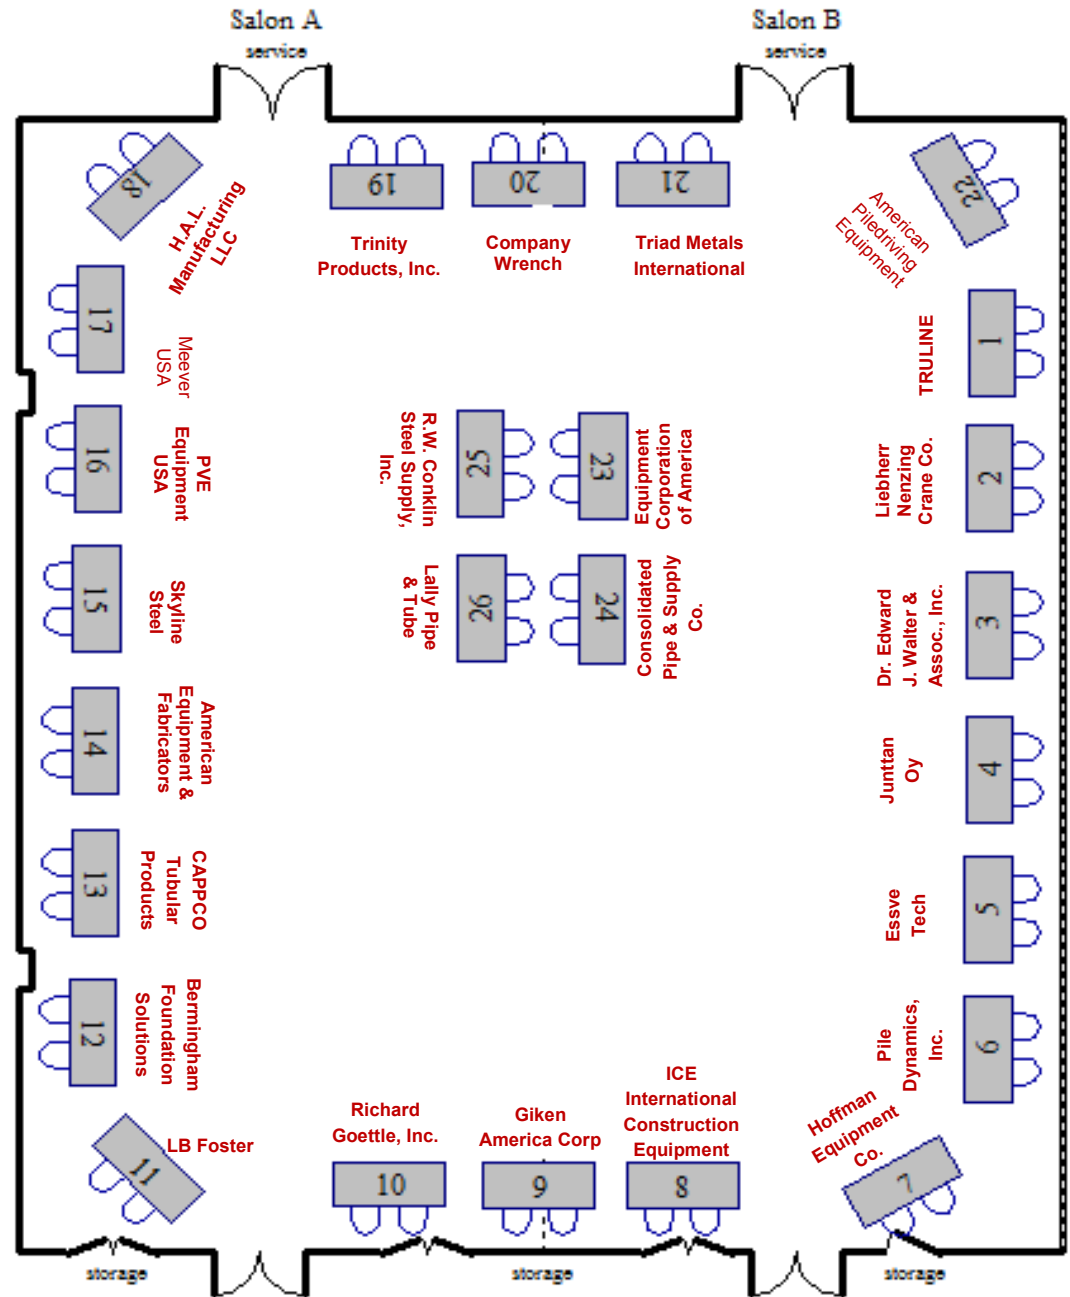 Salon A
service
Salon B
service
18
H.A.L.
Manufacturing
LLC
19
Trinity
Products, Inc.
20
Company
Wrench
21
Triad Metals
International
22
American
Piledriving
Equipment
17
Meever
USA
1
TRULINE
16
PVE
Equipment
USA
25
R.W. Conklin
Steel Supply,
Inc.
23
Equipment
Corporation
of America
2
Liebherr
Nenzing
Crane Co.
15
Skyline
Steel
26
Lally Pipe
& Tube
24
Consolidated
Pipe & Supply
Co.
3
Dr. Edward
J. Walter &
Assoc., Inc.
14
American
Equipment &
Fabricators
4
Junttan
Oy
13
CAPPCO
Tubular
Products
5
Essve
Tech
12
Bermingham
Foundation
Solutions
6
Pile
Dynamics,
Inc.
11
LB Foster
10
Richard
Goettle, Inc.
9
Giken
America Corp
8
ICE
International
Construction
Equipment
7
Hoffman
Equipment
Co.
storage
storage
storage